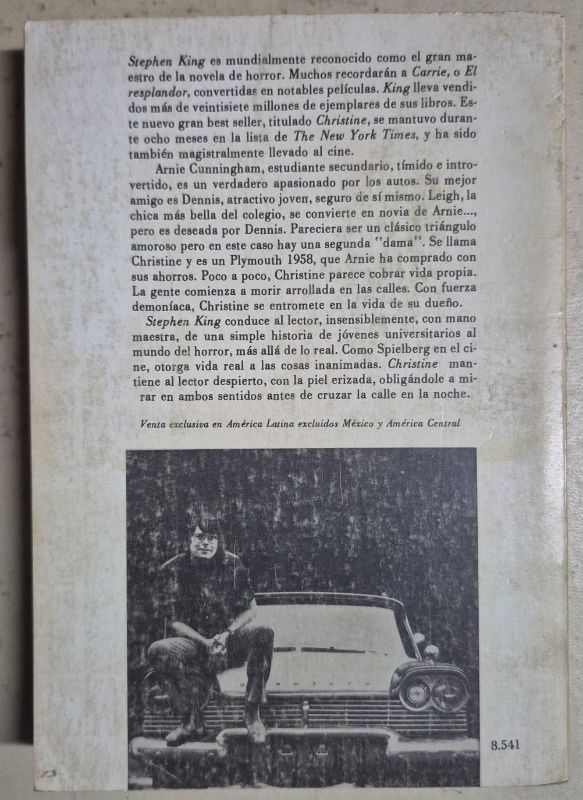 Stephen King es mundialmente reconocido como el gran ma-
estro de la novela de horror. Muchos recordarán a Carrie, o El
resplandor, convertidas en notables películas. King lleva vendi-
dos más de veintisiete millones de ejemplares de sus libros. Es-
te nuevo gran best seller, titulado Christine, se mantuvo duran-
te ocho meses en la lista de The New York Times, y ha sido
también magistralmente llevado al cine.
Arnie Cunningham, estudiante secundario, tímido e intro-
vertido, es un verdadero apasionado por los autos. Su mejor
amigo es Dennis, atractivo joven, seguro de sí mismo. Leigh, la
chica más bella del colegio, se convierte en novia de Arnie...,
pero es deseada por Dennis. Pareciera ser un clásico triángulo
amoroso pero en este caso hay una segunda "dama". Se llama
Christine y es un Plymouth 1958, que Arnie ha comprado con
sus ahorros. Poco a poco, Christine parece cobrar vida propia.
La gente comienza a morir arrollada en las calles. Con fuerza
demoníaca, Christine se entromete en la vida de su dueño.
Stephen King conduce al lector, insensiblemente, con mano
maestra, de una simple historia de jóvenes universitarios al
mundo del horror, más allá de lo real. Como Spielberg en el ci-
ne, otorga vida real a las cosas inanimadas. Christine man-
tiene al lector despierto, con la piel erizada, obligándole a mi-
rar en ambos sentidos antes de cruzar la calle en la noche.
Venta exclusiva en América Latina excluidos México y América Central
8.541